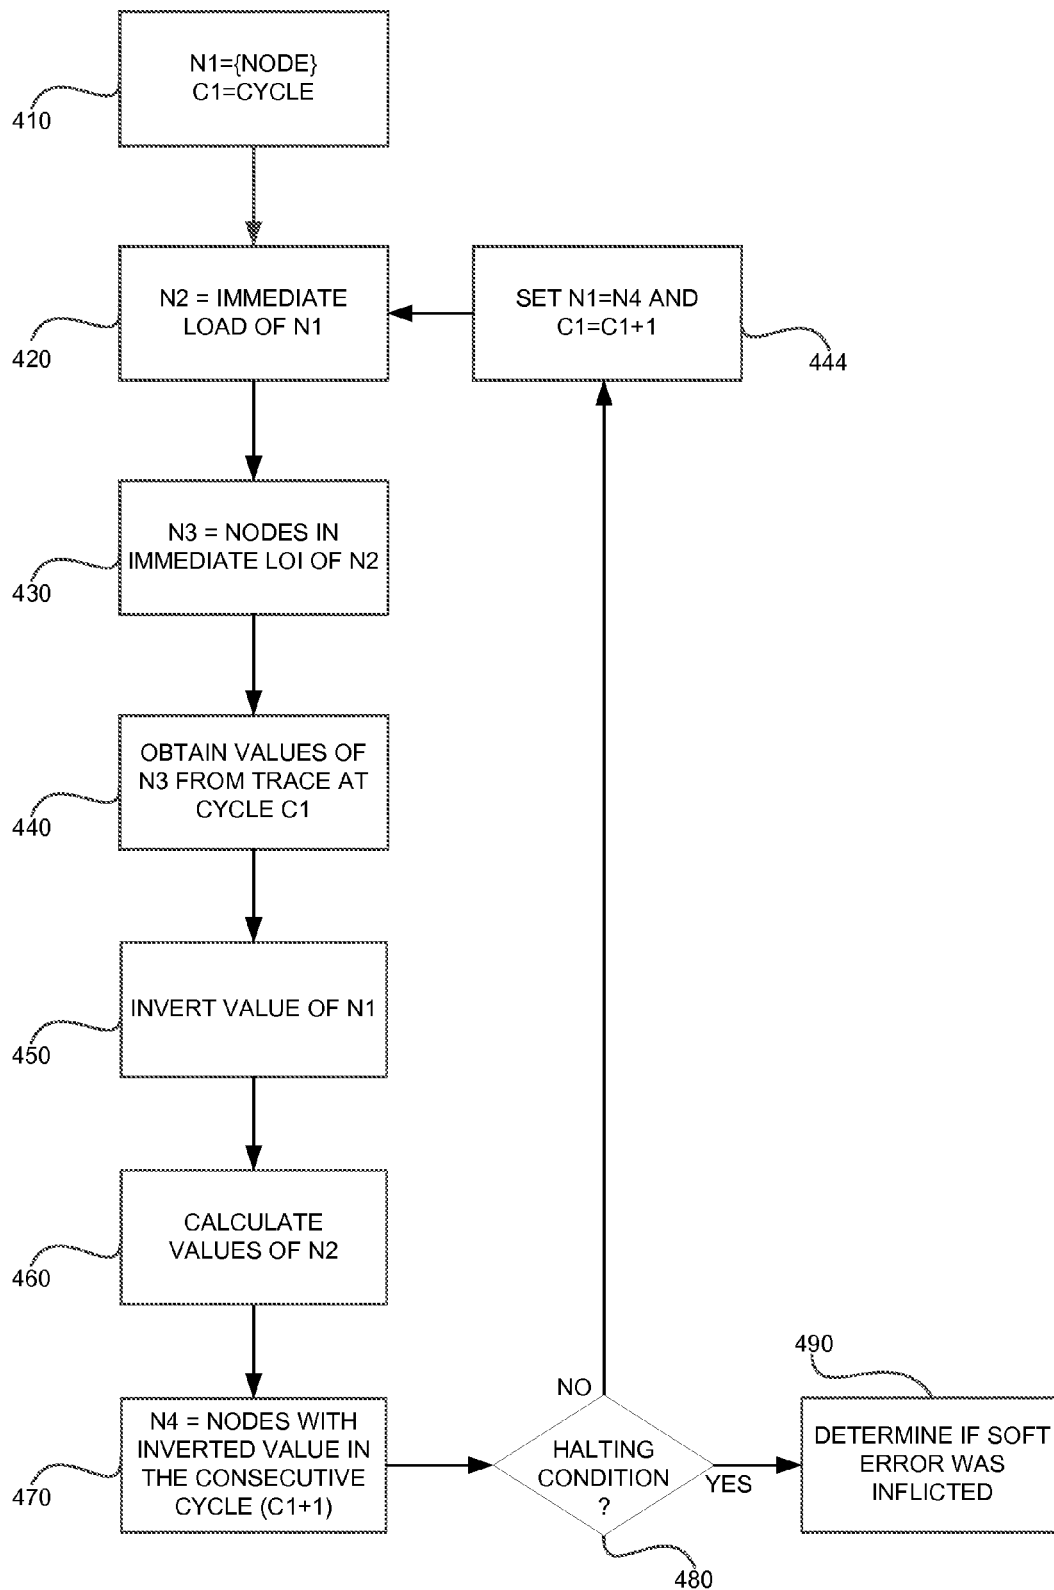 N1={NODE}
C1=CYCLE
410
N2 = IMMEDIATE
LOAD OF N1
420
SET N1=N4 AND
C1=C1+1
444
N3 = NODES IN
IMMEDIATE LOI OF N2
430
OBTAIN VALUES OF
N3 FROM TRACE AT
CYCLE C1
440
INVERT VALUE OF N1
450
CALCULATE
VALUES OF N2
460
N4 = NODES WITH
INVERTED VALUE IN
THE CONSECUTIVE
CYCLE (C1+1)
470
NO
HALTING
CONDITION
?
YES
480
490
DETERMINE IF SOFT
ERROR WAS
INFLICTED